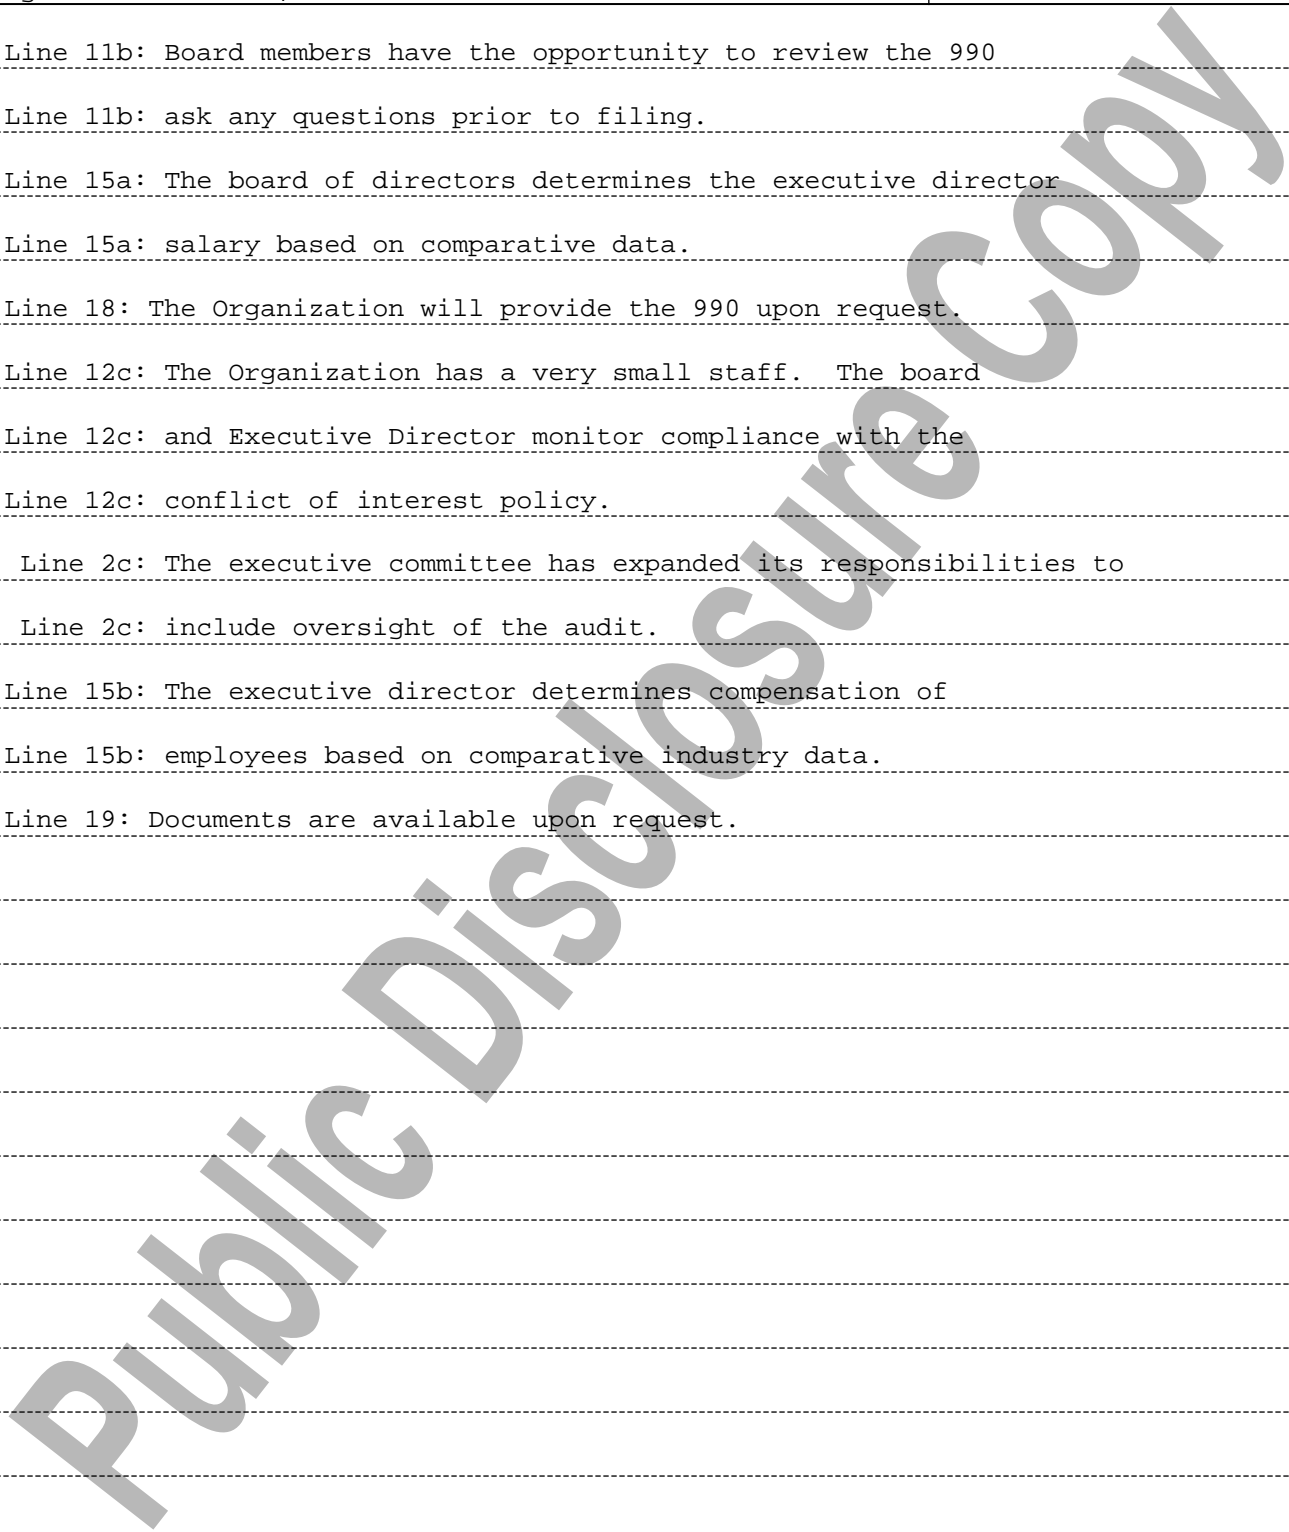 Line 11b: Board members have the opportunity to review the 990
Line 11b: ask any questions prior to filing.
Line 15a: The board of directors determines the executive director
Line 15a: salary based on comparative data.
Line 18: The Organization will provide the 990 upon request.
Line 12c: The Organization has a very small staff.  The board
Line 12c: and Executive Director monitor compliance with the
Line 12c: conflict of interest policy.
Line 2c: The executive committee has expanded its responsibilities to
Line 2c: include oversight of the audit.
Line 15b: The executive director determines compensation of
Line 15b: employees based on comparative industry data.
Line 19: Documents are available upon request.
Public Disclosure Copy